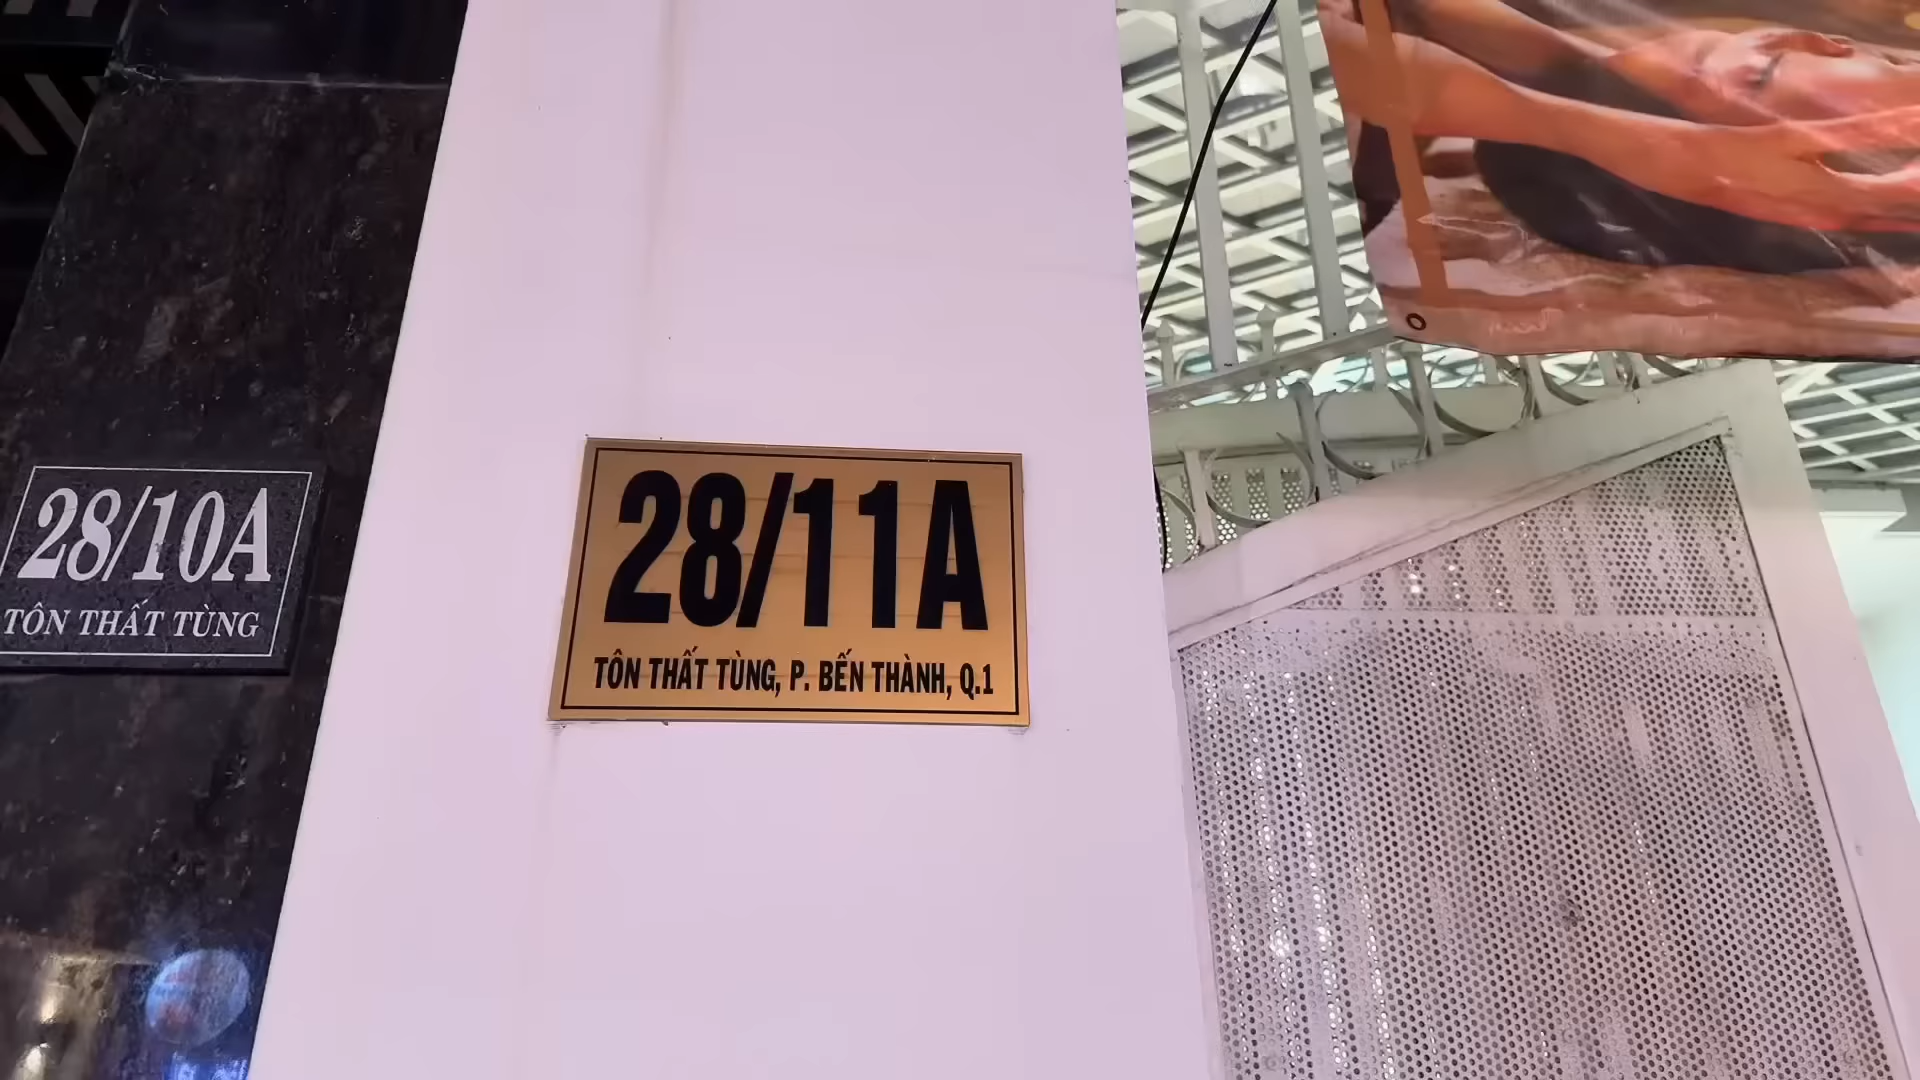 28/10A
TÔN THẤT TÙNG
28/11A
TÔN THẤT TÙNG, P. BẾN THÀNH, Q.1